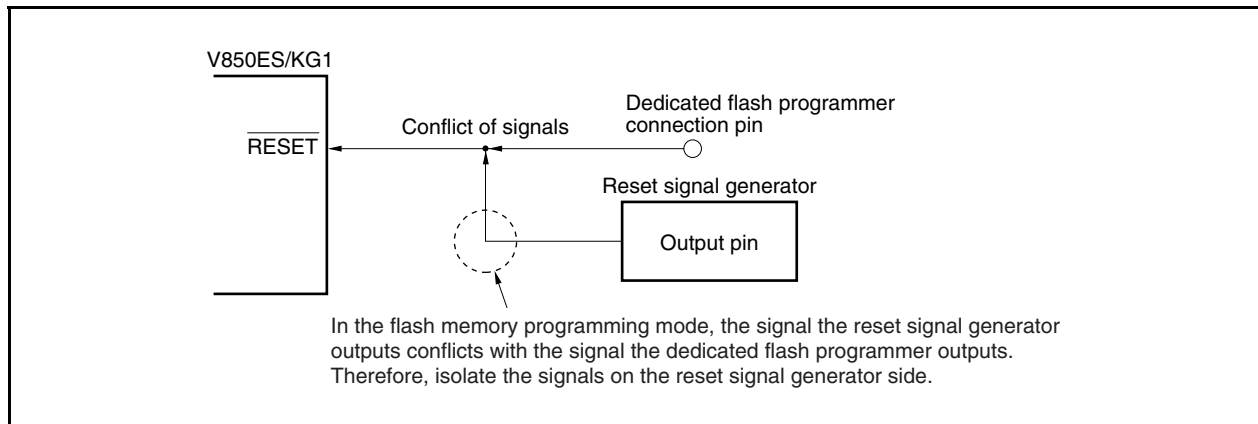 V850ES/KG1
Dedicated flash programmer
connection pin
Conflict of signals
RESET
Reset signal generator
Output pin
In the flash memory programming mode, the signal the reset signal generator
outputs conflicts with the signal the dedicated flash programmer outputs.
Therefore, isolate the signals on the reset signal generator side.